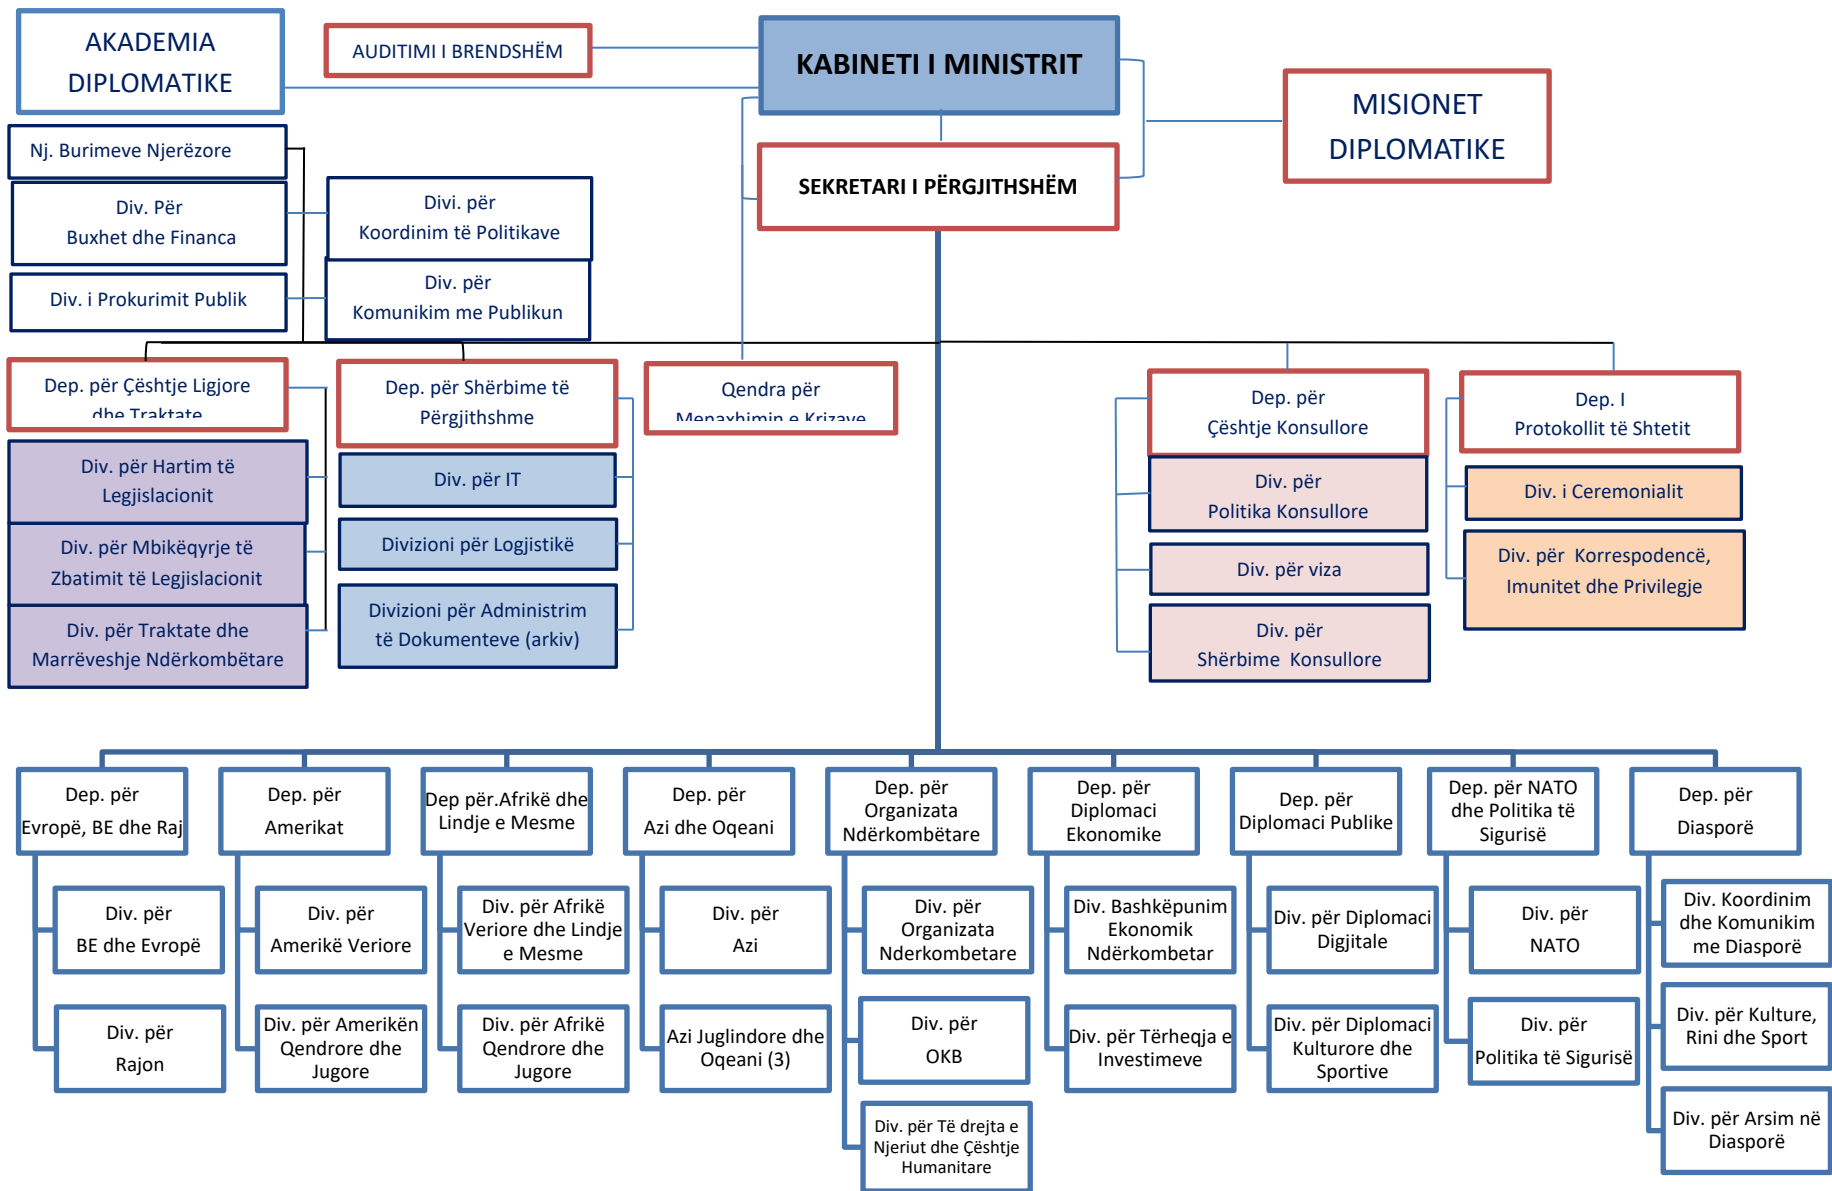 AKADEMIA
DIPLOMATIKE
AUDITIMI I BRENDSHËM
KABINETI I MINISTRIT
MISIONET
DIPLOMATIKE
SEKRETARI I PËRGJITHSHËM
Nj. Burimeve Njerëzore
Div. Për
Buxhet dhe Financa
Divi. për
Koordinim të Politikave
Div. i Prokurimit Publik
Div. për
Komunikim me Publikun
Dep. për Çështje Ligjore
dhe Traktate
Dep. për Shërbime të
Përgjithshme
Qendra për
Menaxhimin e Krizave
Dep. për
Çështje Konsullore
Dep. I
Protokollit të Shtetit
Div. për Hartim të
Legjislacionit
Div. për Mbikëqyrje të
Zbatimit të Legjislacionit
Div. për Traktate dhe
Marrëveshje Ndërkombëtare
Div. për IT
Divizioni për Logjistikë
Divizioni për Administrim
të Dokumenteve (arkiv)
Div. për
Politika Konsullore
Div. për viza
Div. për
Shërbime Konsullore
Div. i Ceremonialit
Div. për Korrespodencë,
Imunitet dhe Privilegje
Dep. për
Evropë, BE dhe Raj
Div. për
BE dhe Evropë
Div. për
Rajon
Dep. për
Amerikat
Div. për
Amerikë Veriore
Div. për Amerikën
Qendrore dhe
Jugore
Dep për.Afrikë dhe
Lindje e Mesme
Div. për Afrikë
Veriore dhe Lindje
e Mesme
Div. për Afrikë
Qendrore dhe
Jugore
Dep. për
Azi dhe Oqeani
Div. për
Azi
Azi Juglindore dhe
Oqeani (3)
Dep. për
Organizata
Ndërkombëtare
Div. për
Organizata
Nderkombetare
Div. për
OKB
Div. për Të drejta e
Njeriut dhe Çështje
Humanitare
Dep. për
Diplomaci
Ekonomike
Div. Bashkëpunim
Ekonomik
Ndërkombetar
Div. për Tërheqja e
Investimeve
Dep. për
Diplomaci Publike
Div. për Diplomaci
Digjitale
Div. për Diplomaci
Kulturore dhe
Sportive
Dep. për NATO
dhe Politika të
Sigurisë
Div. për
NATO
Div. për
Politika të Sigurisë
Dep. për
Diasporë
Div. Koordinim
dhe Komunikim
me Diasporë
Div. për Kulture,
Rini dhe Sport
Div. për Arsim në
Diasporë